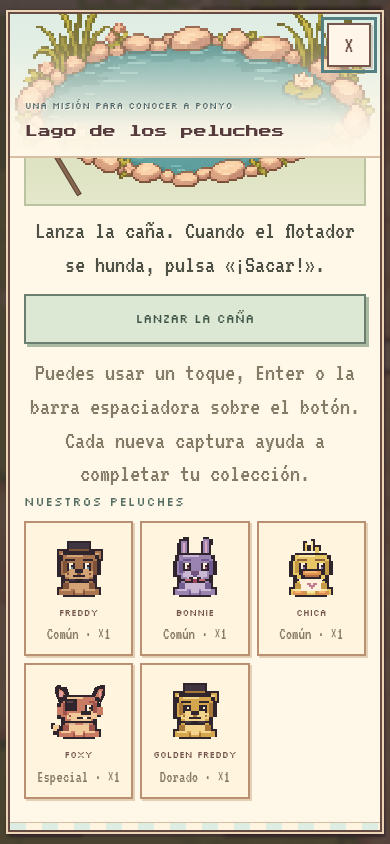 X
UNA MISIÓN PARA CONOCER A PONYO
Lago de los peluches
Lanza la caña. Cuando el flotador
se hunda, pulsa «¡Sacar!».
LANZAR LA CAÑA
Puedes usar un toque, Enter o la
barra espaciadora sobre el botón.
Cada nueva captura ayuda a
completar tu colección.
NUESTROS PELUCHES
FREDDY
Común · X1
BONNIE
Común · X1
CHICA
Común · X1
FOXY
Especial · X1
GOLDEN FREDDY
Dorado · X1